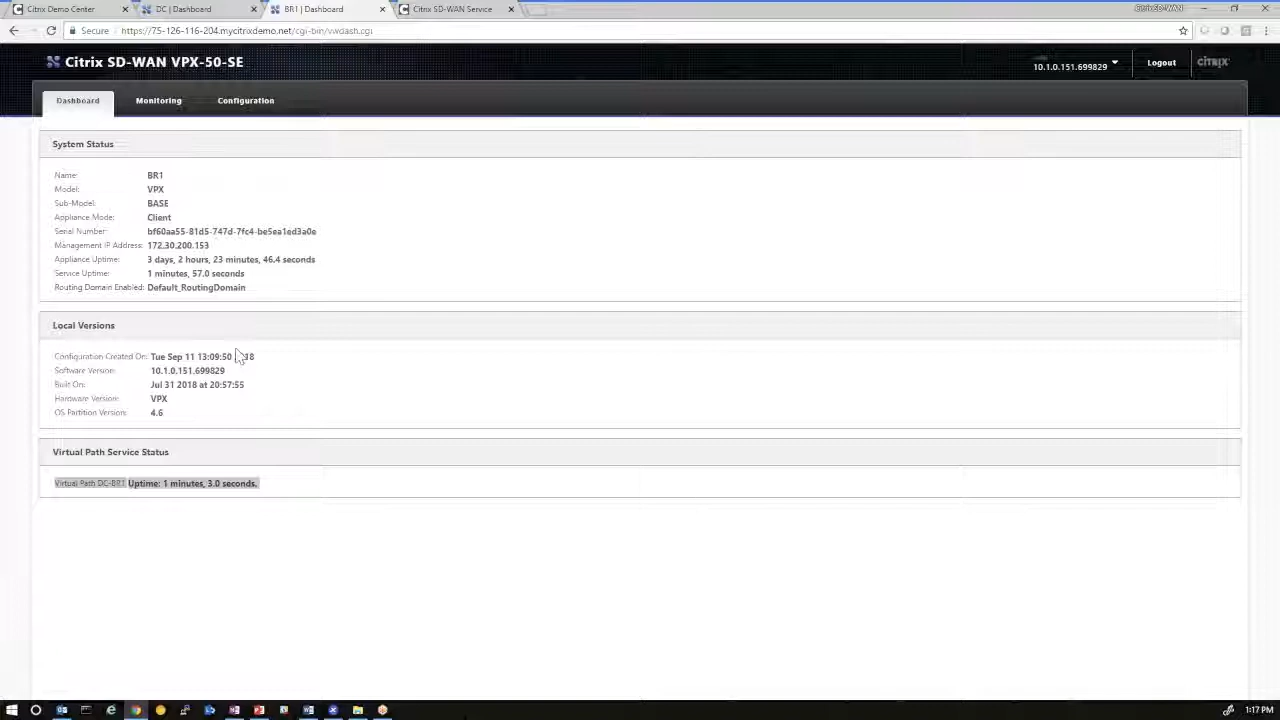 Citrix Demo Center
DC | Dashboard
BR1 | Dashboard
Citrix SD-WAN Service
Citrix SD-WAN
Secure
https://75-126-116-204.mycitrixdemo.net/cgi-bin/vwdash.cgi
Citrix SD-WAN VPX-50-SE
10.1.0.151.699829
Logout
CITRIX
Dashboard
Monitoring
Configuration
System Status
Name: BR1
Model: VPX
Sub-Model: BASE
Appliance Mode: Client
Serial Number: bf60aa55-81d5-747d-7fc4-be5ea1ed3a0e
Management IP Address: 172.30.200.153
Appliance Uptime: 3 days, 2 hours, 23 minutes, 46.4 seconds
Service Uptime: 1 minutes, 57.0 seconds
Routing Domain Enabled: Default_RoutingDomain
Local Versions
Configuration Created On: Tue Sep 11 13:09:50 18
Software Version: 10.1.0.151.699829
Built On: Jul 31 2018 at 20:57:55
Hardware Version: VPX
OS Partition Version: 4.6
Virtual Path Service Status
Virtual Path DC-BR1 Uptime: 1 minutes, 3.0 seconds.
1:17 PM